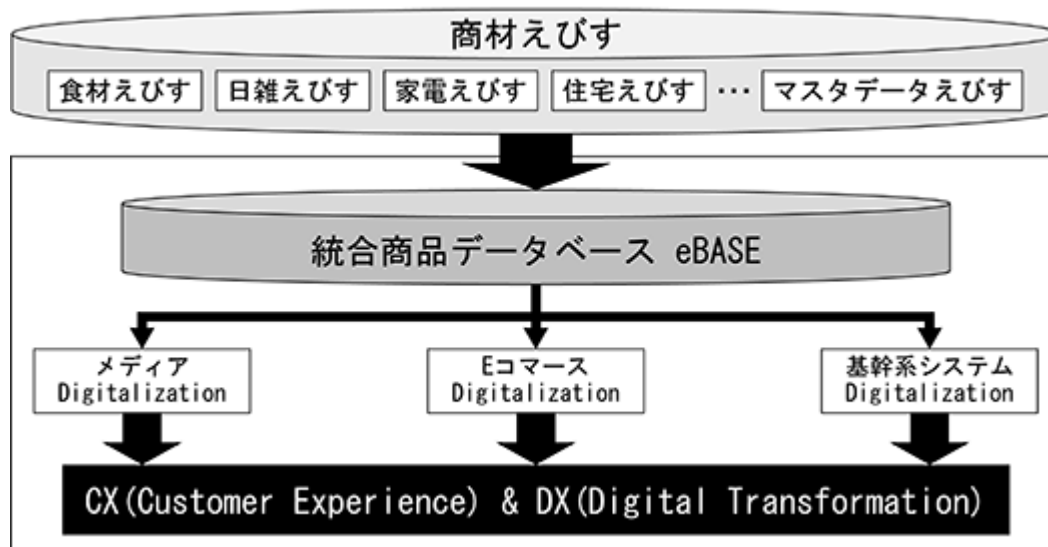 商材えびす
食材えびす 日雑えびす 家電えびす 住宅えびす … マスタデータえびす
統合商品データベース eBASE
メディア
Digitalization
Eコマース
Digitalization
基幹系システム
Digitalization
CX(Customer Experience) & DX(Digital Transformation)